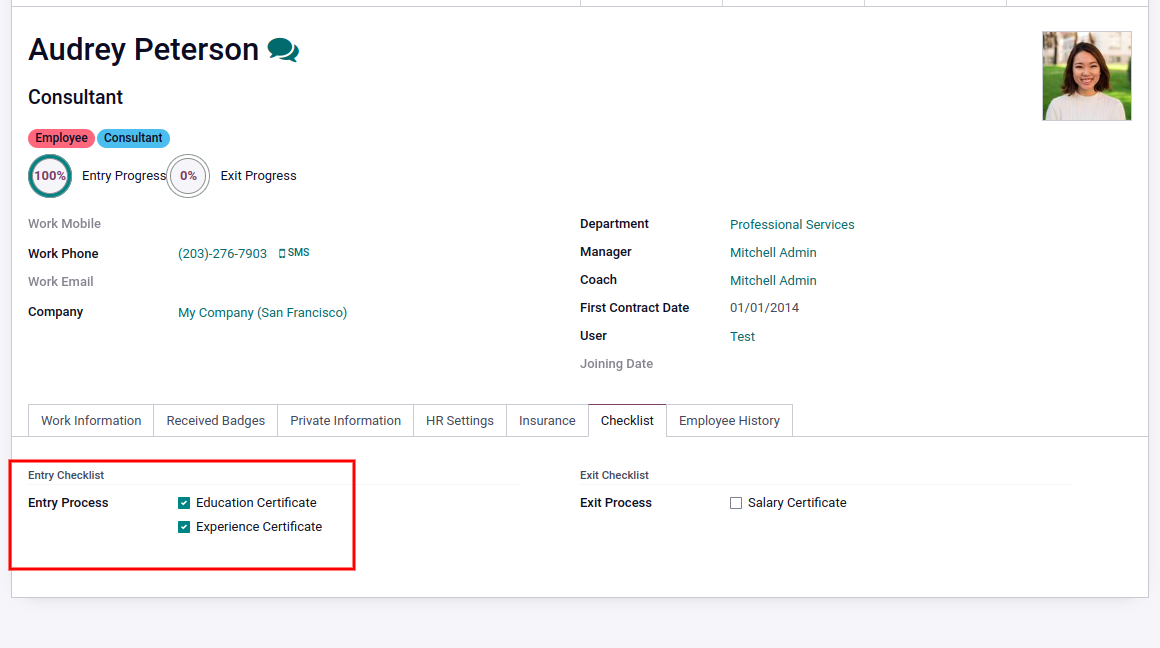 Audrey Peterson
Consultant
Employee Consultant
100% Entry Progress 0% Exit Progress
Work Mobile
Work Phone (203)-276-7903 SMS
Work Email
Company My Company (San Francisco)
Department Professional Services
Manager Mitchell Admin
Coach Mitchell Admin
First Contract Date 01/01/2014
User Test
Joining Date
Work Information Received Badges Private Information HR Settings Insurance Checklist Employee History
Entry Checklist
Entry Process Education Certificate
Experience Certificate
Exit Checklist
Exit Process Salary Certificate